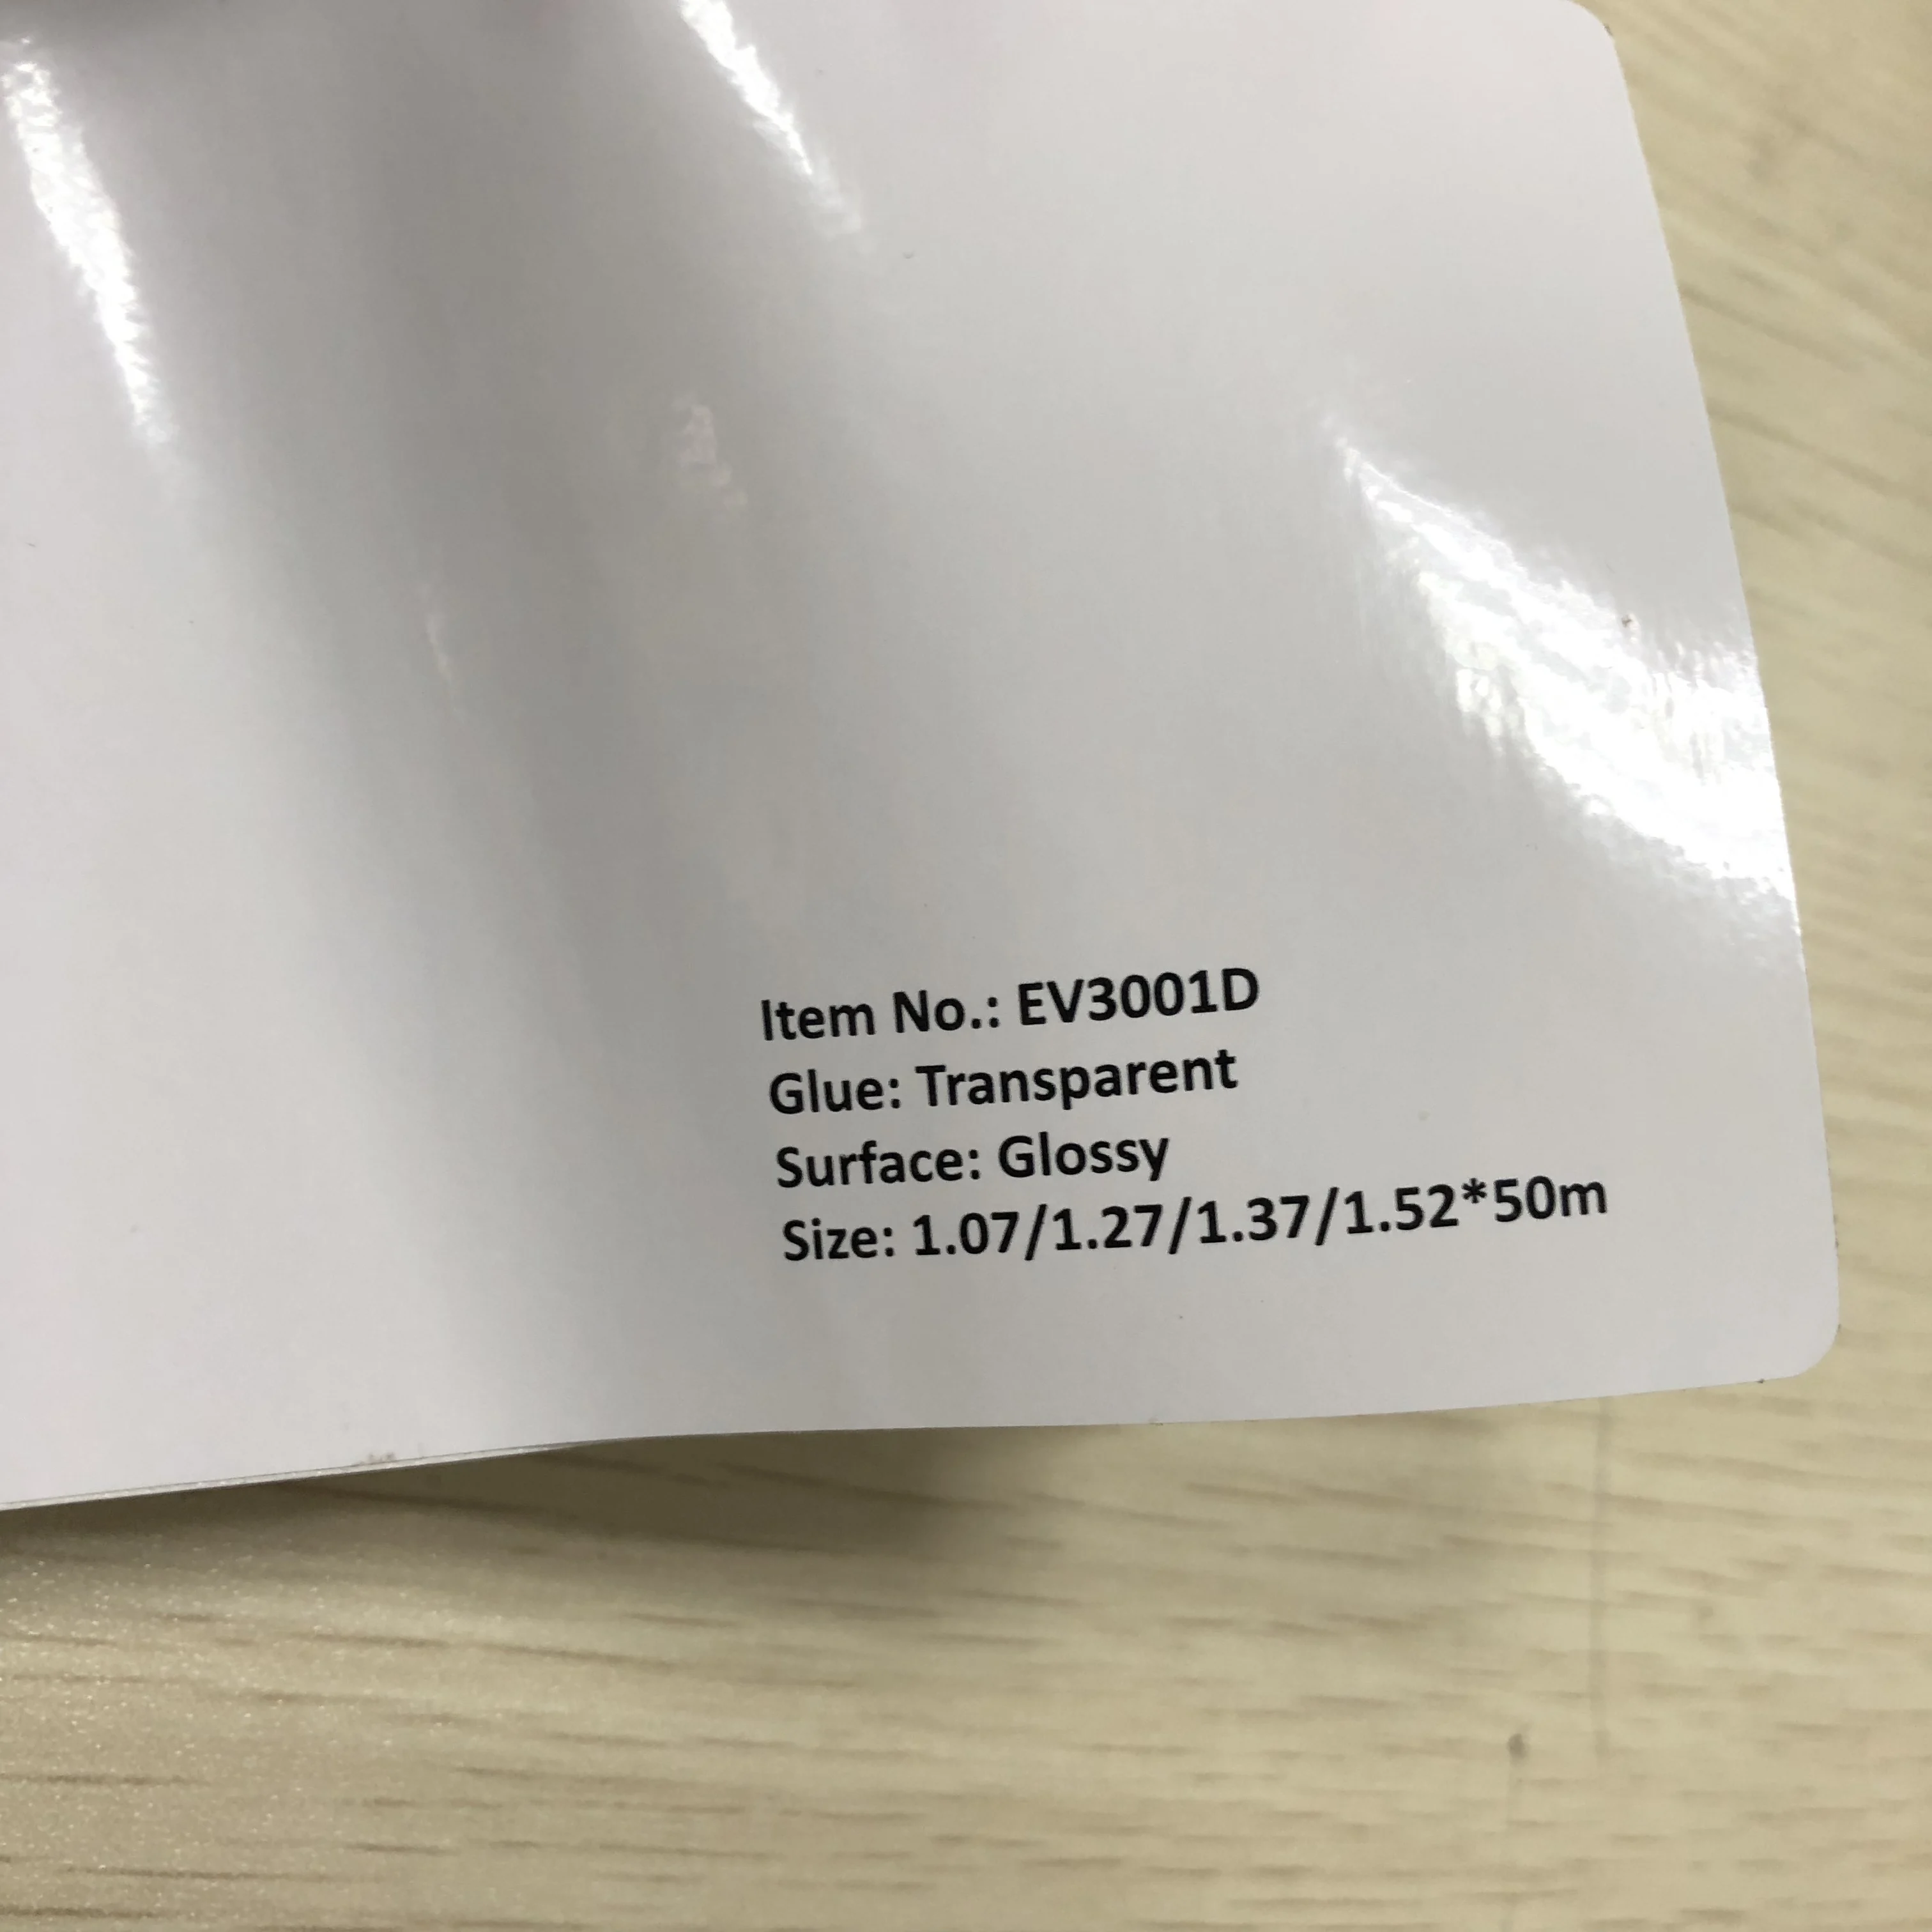 Item No.: EV3001D
Glue: Transparent
Surface: Glossy
Size: 1.07/1.27/1.37/1.52*50m